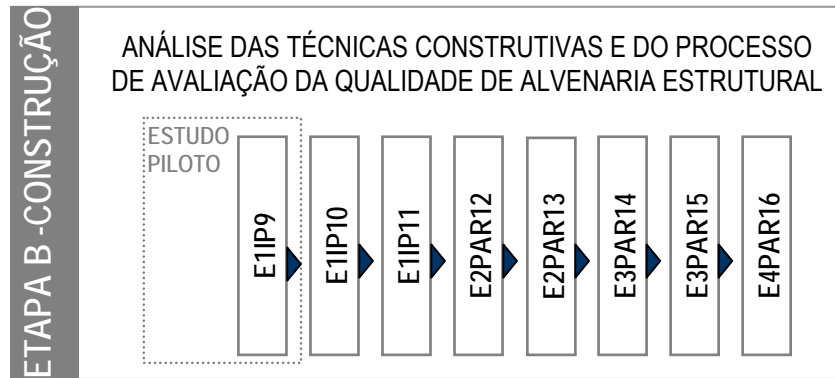 ETAPA B -CONSTRUÇÃO
ANÁLISE DAS TÉCNICAS CONSTRUTIVAS E DO PROCESSO
DE AVALIAÇÃO DA QUALIDADE DE ALVENARIA ESTRUTURAL
ESTUDO
PILOTO
E1IP9
E1IP10
E1IP11
E2PAR12
E2PAR13
E3PAR14
E3PAR15
E4PAR16